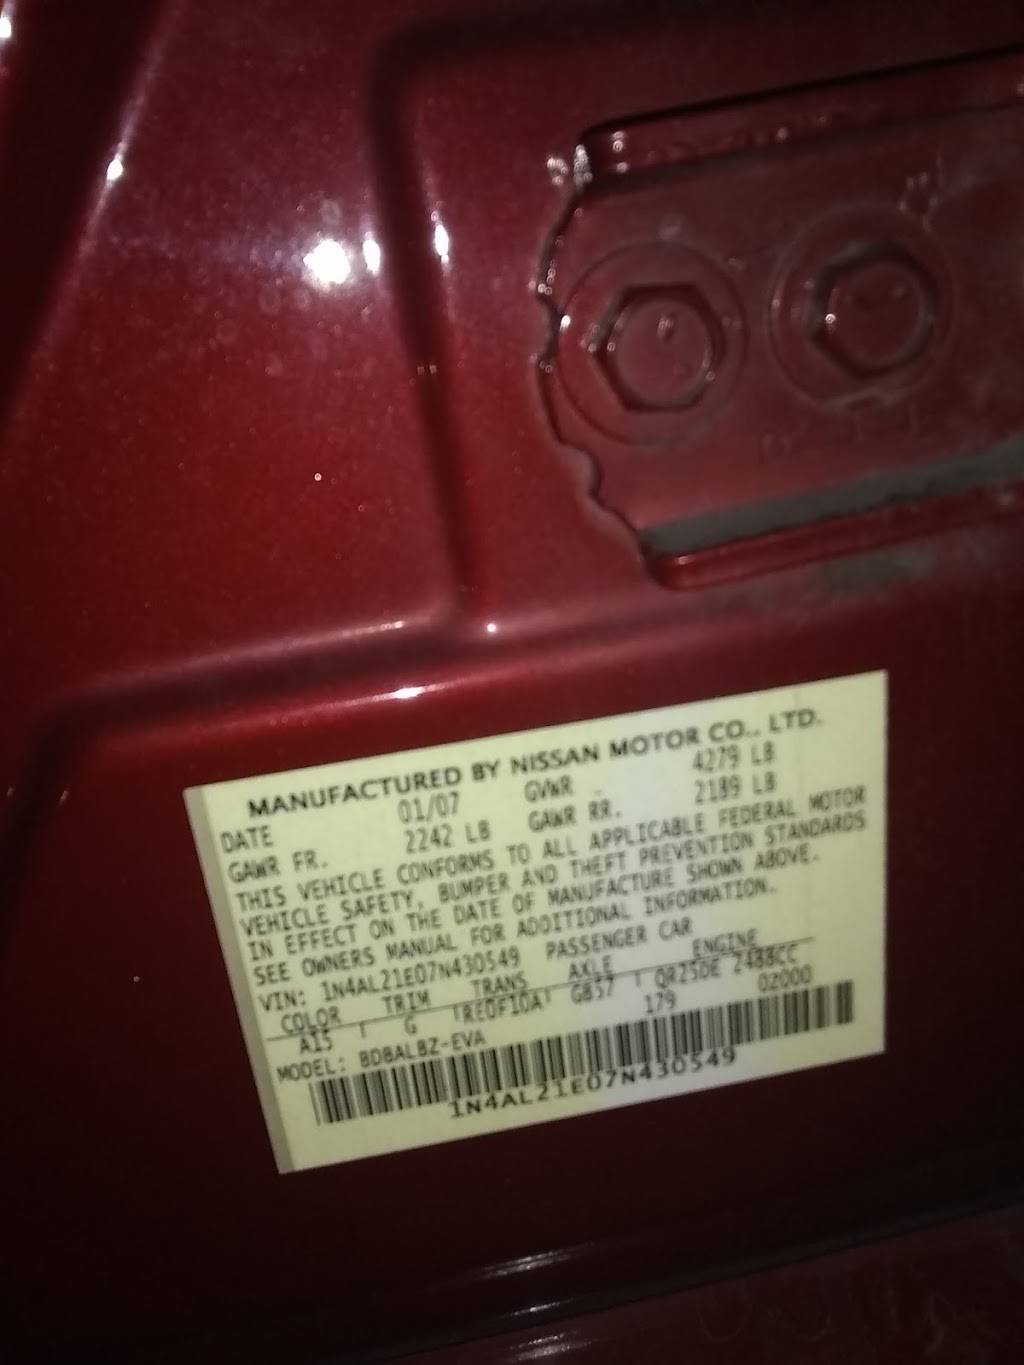 MANUFACTURED BY NISSAN MOTOR CO., LTD.
DATE 01/07 GVWR 4279 LB
GAWR FR. 2242 LB GAWR RR. 2189 LB
THIS VEHICLE CONFORMS TO ALL APPLICABLE FEDERAL MOTOR
VEHICLE SAFETY, BUMPER AND THEFT PREVENTION STANDARDS
IN EFFECT ON THE DATE OF MANUFACTURE SHOWN ABOVE.
SEE OWNERS MANUAL FOR ADDITIONAL INFORMATION.
VIN: 1N4AL21E07N430549 PASSENGER CAR
COLOR TRIM TRANS AXLE ENGINE
A15 G RE0F10A GB57 QR25DE 2488CC
MODEL: BDBALBZ-EVA 179 02000
1N4AL21E07N430549